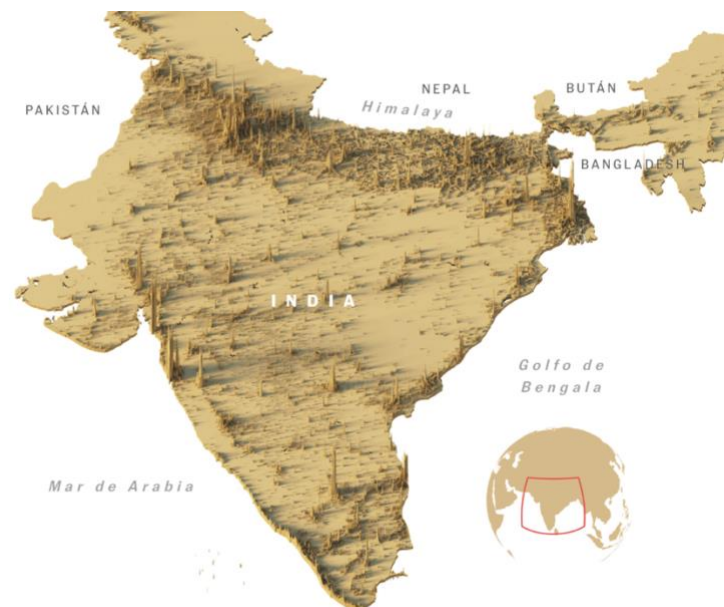 NEPAL
BUTÁN
Himalaya
PAKISTÁN
BANGLADESH
INDIA
Golfo de
Bengala
Mar de Arabia